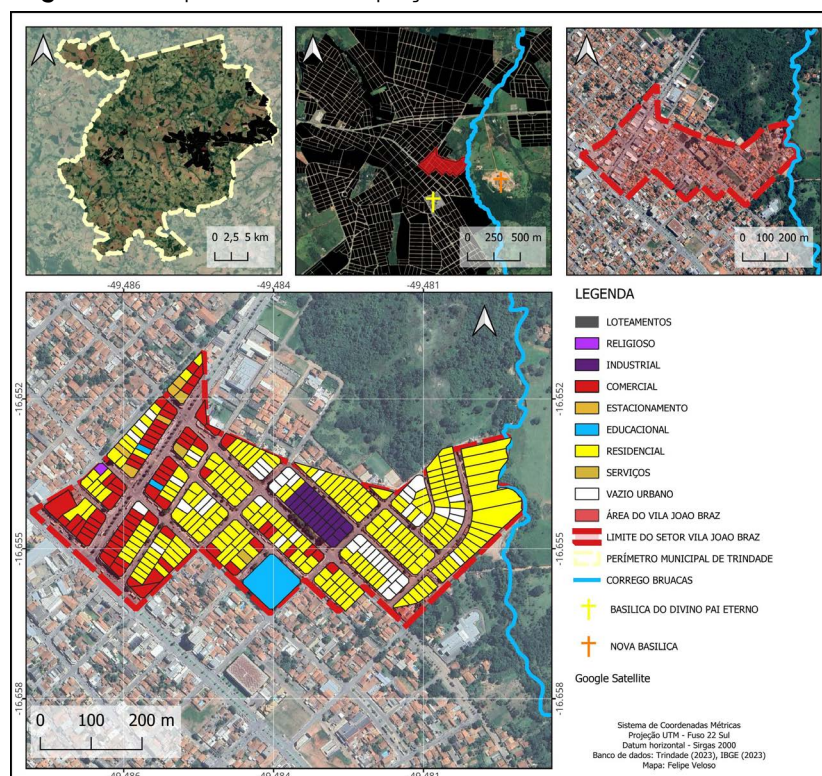 0 2,5 5 km
0 250 500 m
0 100 200 m
-49.486 -49.484 -49.481
-16.652
-16.652
-16.655
-16.655
-16.658
-16.658
0 100 200 m
-49.486 -49.484 -49.481
LEGENDA
LOTEAMENTOS
RELIGIOSO
INDUSTRIAL
COMERCIAL
ESTACIONAMENTO
EDUCACIONAL
RESIDENCIAL
SERVIÇOS
VAZIO URBANO
ÁREA DO VILA JOAO BRAZ
LIMITE DO SETOR VILA JOAO BRAZ
PERÍMETRO MUNICIPAL DE TRINDADE
CORREGO BRUACAS
BASILICA DO DIVINO PAI ETERNO
NOVA BASILICA
Google Satellite
Sistema de Coordenadas Métricas
Projeção UTM - Fuso 22 Sul
Datum horizontal - Sirgas 2000
Banco de dados: Trindade (2023), IBGE (2023)
Mapa: Felipe Veloso